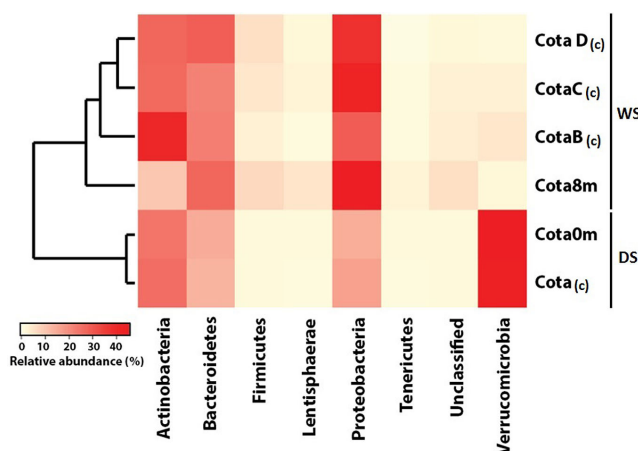 Cota D (c)
CotaC (c)
CotaB (c)
Cota8m
Cota0m
Cota (c)
WS
DS
0 10 20 30 40
Relative abundance (%)
Actinobacteria
Bacteroidetes
Firmicutes
Lentisphaerae
Proteobacteria
Tenericutes
Unclassified
Verrucomicrobia